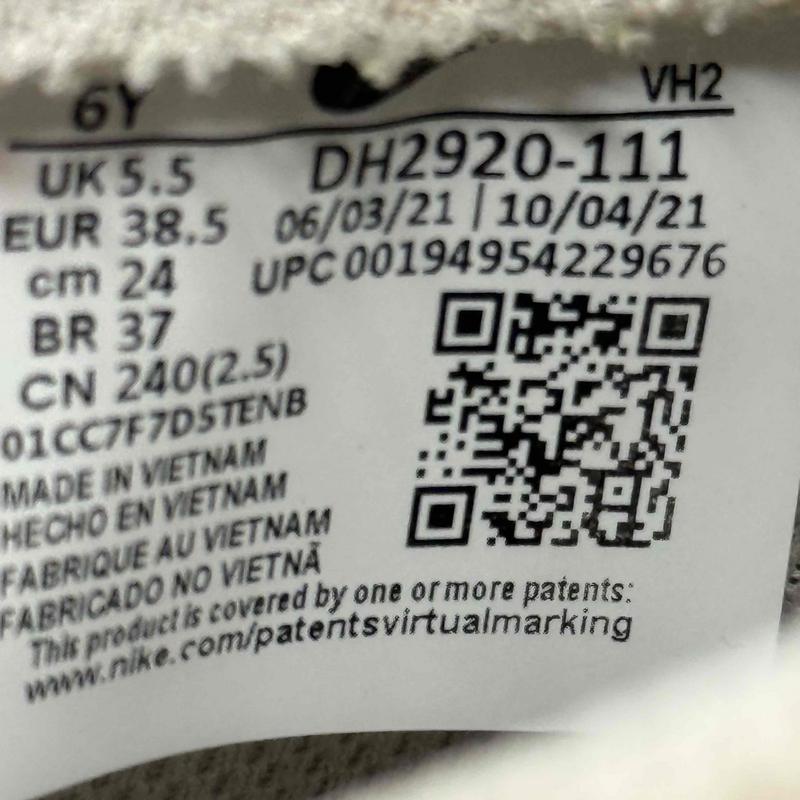 6Y VH2
UK 5.5 DH2920-111
EUR 38.5 06/03/21 | 10/04/21
cm 24 UPC 00194954229676
BR 37
CN 240(2.5)
01CC7F7D5TENB
MADE IN VIETNAM
HECHO EN VIETNAM
FABRIQUE AU VIETNAM
FABRICADO NO VIETNÃ
This product is covered by one or more patents:
www.nike.com/patentsvirtualmarking